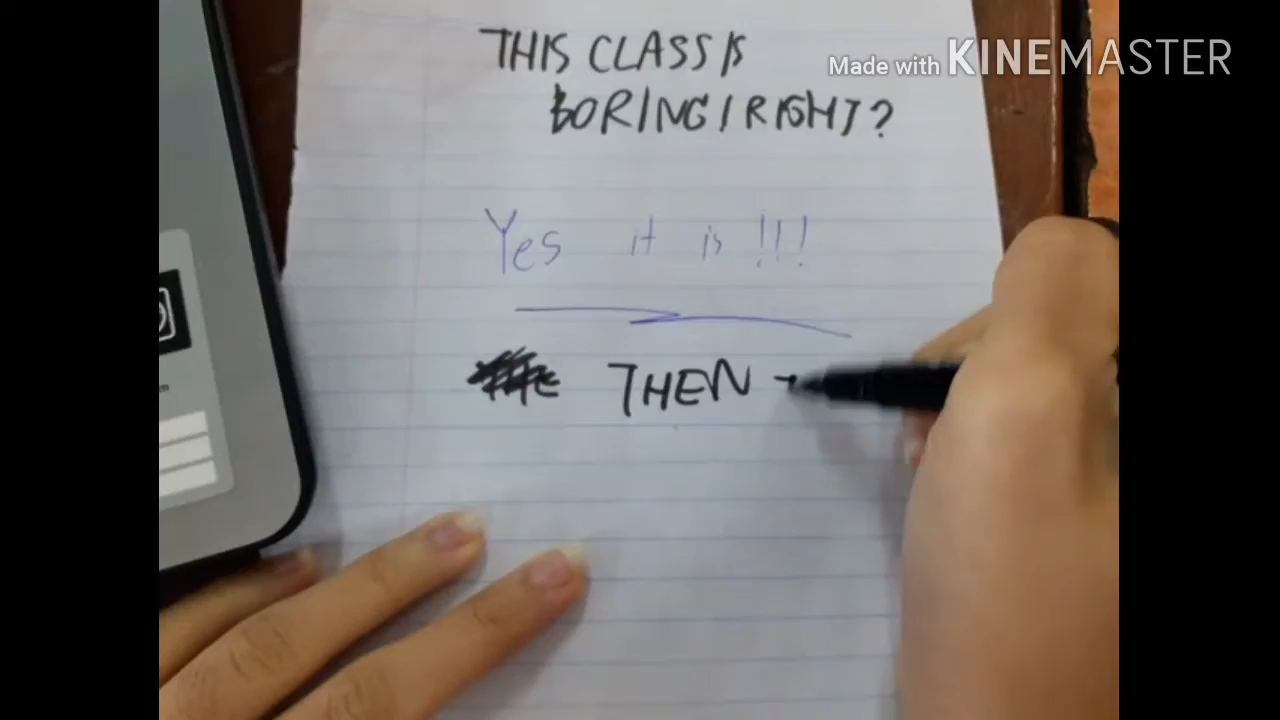 THIS CLASS IS
Made with KINEMASTER
BORING, RIGHT?
Yes it is !!!
THEN